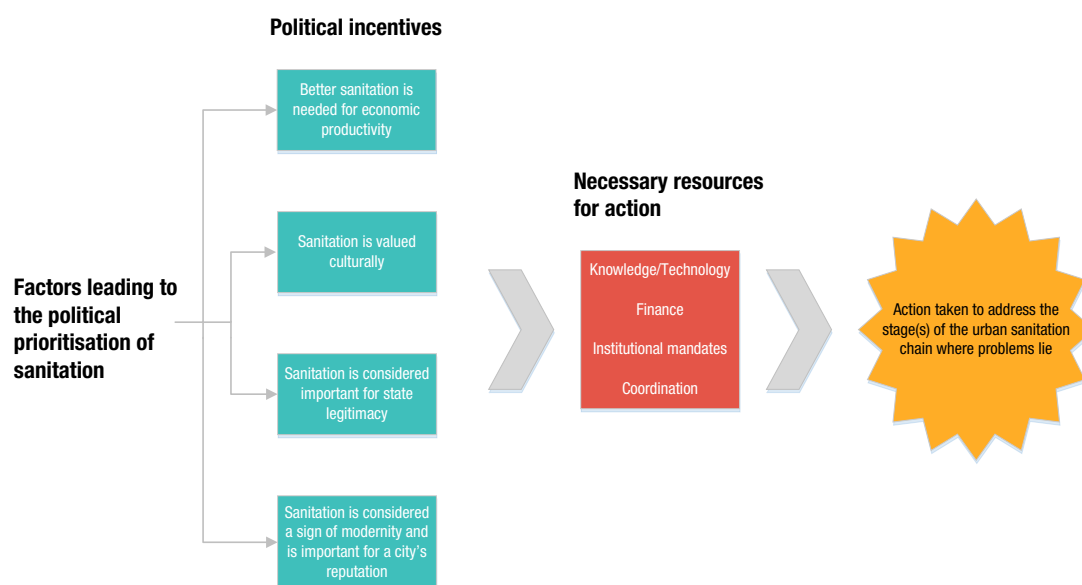 Political incentives
Better sanitation is
needed for economic
productivity
Sanitation is valued
culturally
Sanitation is considered
important for state
legitimacy
Sanitation is considered
a sign of modernity and
is important for a city's
reputation
Factors leading to
the political
prioritisation of
sanitation
Necessary resources
for action
Knowledge/Technology
Finance
Institutional mandates
Coordination
Action taken to address the
stage(s) of the urban sanitation
chain where problems lie